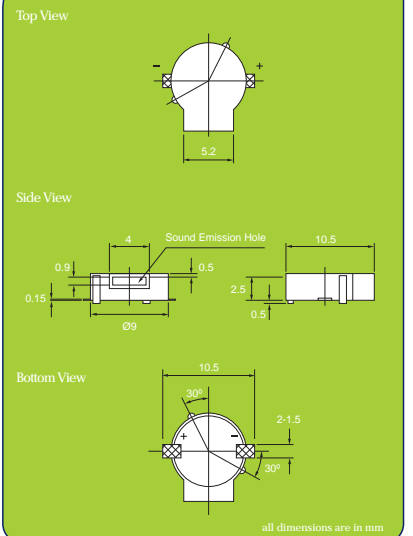 Top View
- +
5.2
Side View
4 Sound Emission Hole 10.5
0.9 0.5
2.5
0.15
0.5
Ø9
Bottom View
10.5
30º
+ - 2-1.5
30º
all dimensions are in mm